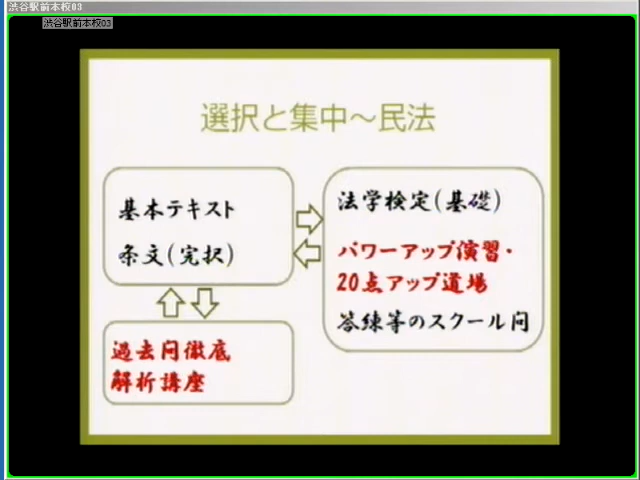 渋谷駅前本校03
渋谷駅前本校03
選択と集中~民法
基本テキスト
条文(完択)
法学検定(基礎)
パワーアップ演習・
20点アップ道場
答練等のスクール問
過去問徹底
解析講座